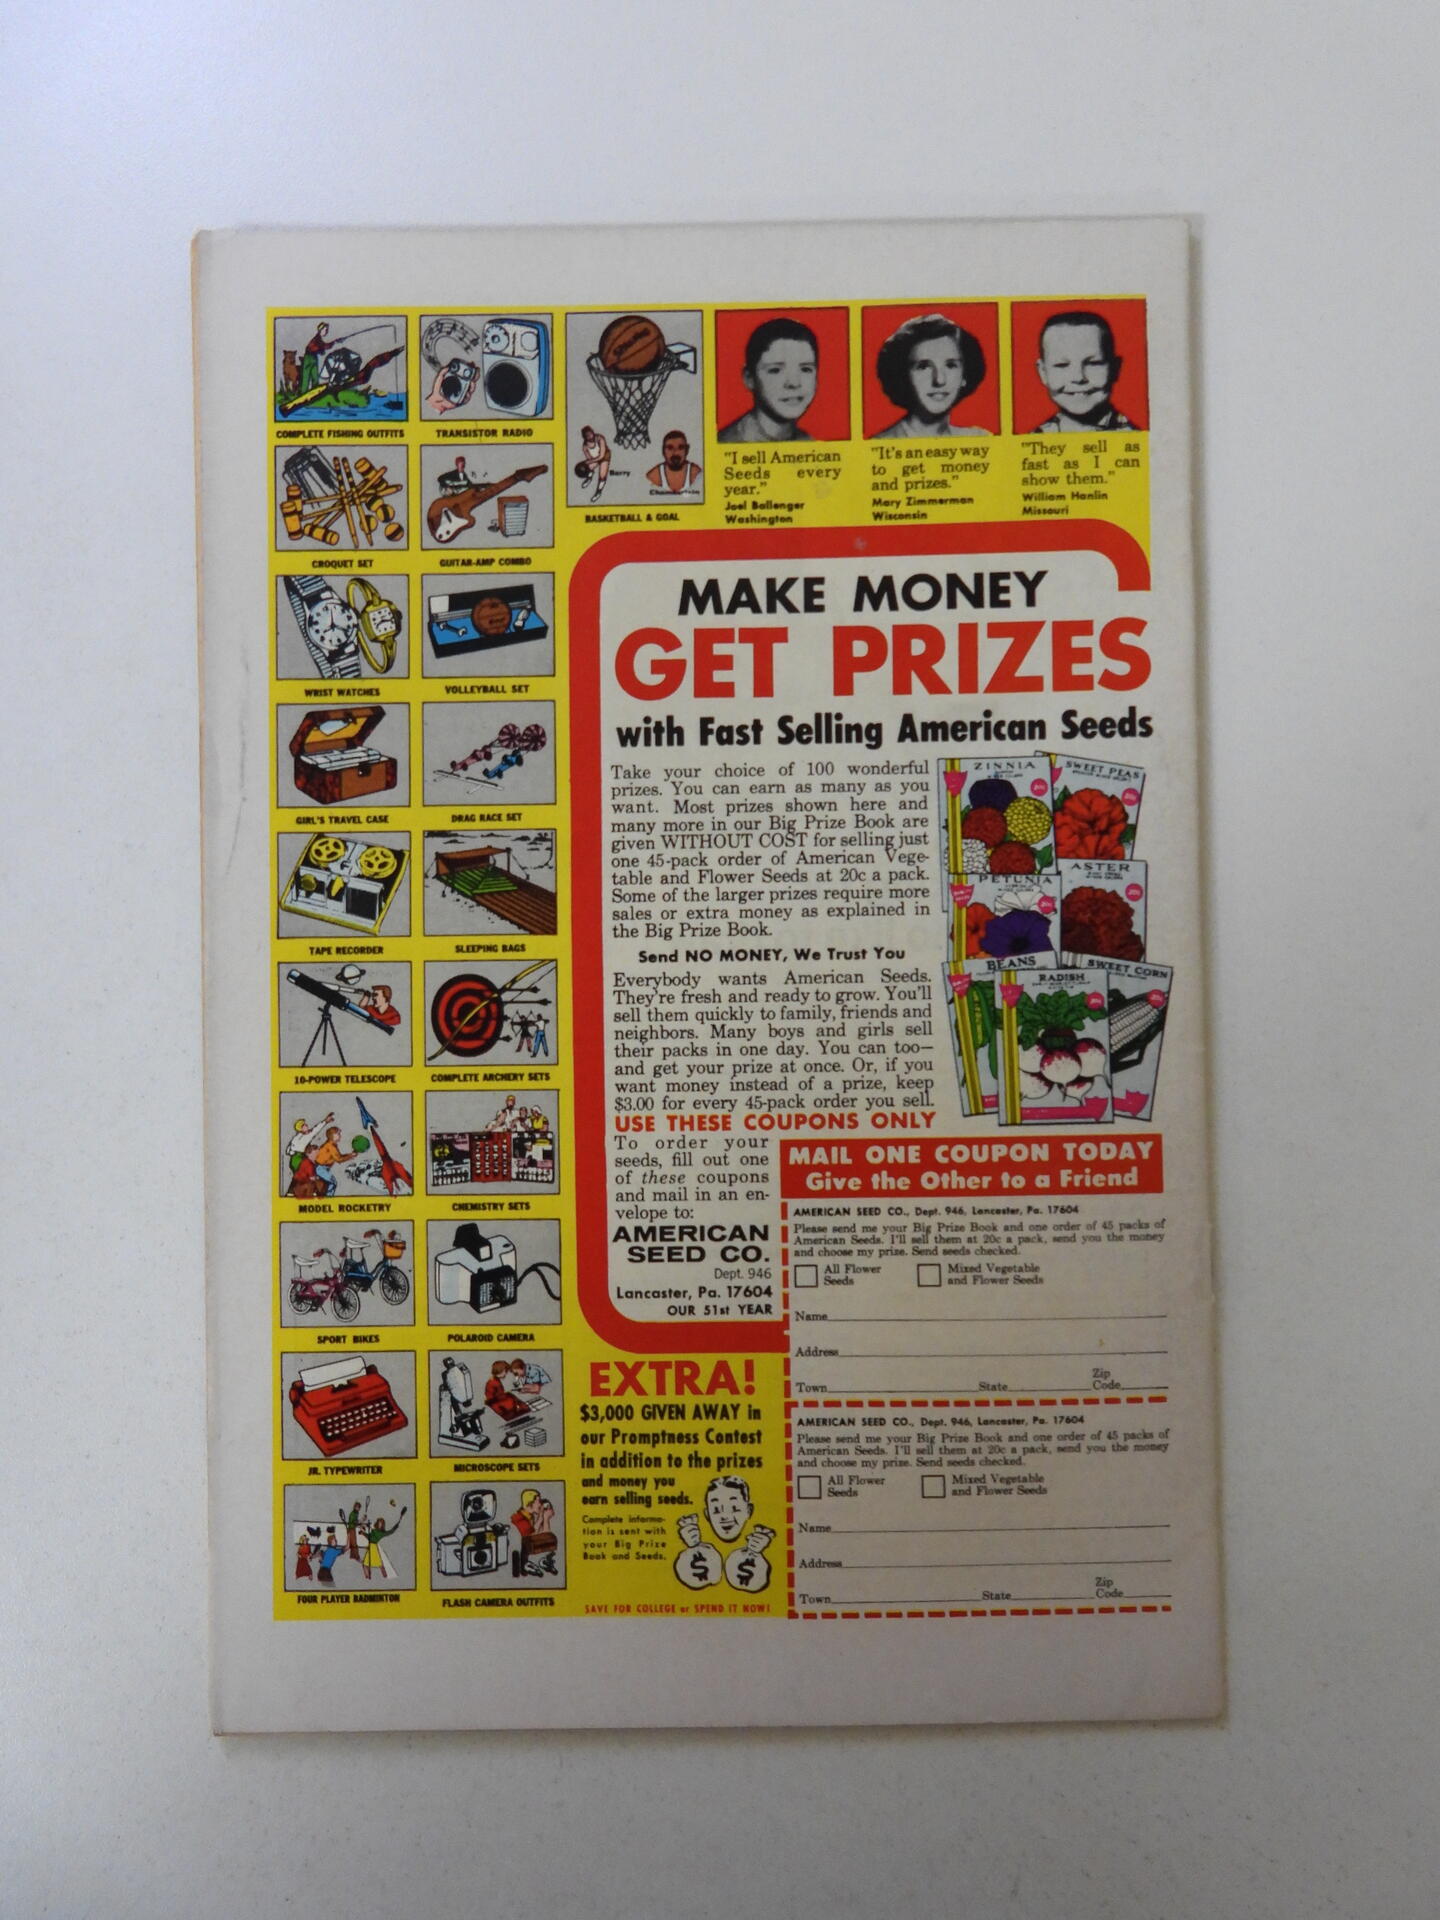 COMPLETE FISHING OUTFITS
TRANSISTOR RADIO
CROQUET SET
GUITAR-AMP COMBO
WRIST WATCHES
VOLLEYBALL SET
GIRL'S TRAVEL CASE
DRAG RACE SET
TAPE RECORDER
SLEEPING BAGS
10-POWER TELESCOPE
COMPLETE ARCHERY SETS
MODEL ROCKETRY
CHEMISTRY SETS
SPORT BIKES
POLAROID CAMERA
JR. TYPEWRITER
MICROSCOPE SETS
FOUR PLAYER BADMINTON
FLASH CAMERA OUTFITS
Barry
Chamberlain
BASKETBALL & GOAL
"I sell American
Seeds every
year."
Joel Ballenger
Washington
"It's an easy way
to get money
and prizes."
Mary Zimmerman
Wisconsin
"They sell as
fast as I can
show them."
William Hanlin
Missouri
MAKE MONEY
GET PRIZES
with Fast Selling American Seeds
Take your choice of 100 wonderful
prizes. You can earn as many as you
want. Most prizes shown here and
many more in our Big Prize Book are
given WITHOUT COST for selling just
one 45-pack order of American Vege-
table and Flower Seeds at 20c a pack.
Some of the larger prizes require more
sales or extra money as explained in
the Big Prize Book.
Send NO MONEY, We Trust You
Everybody wants American Seeds.
They're fresh and ready to grow. You'll
sell them quickly to family, friends and
neighbors. Many boys and girls sell
their packs in one day. You can too—
and get your prize at once. Or, if you
want money instead of a prize, keep
$3.00 for every 45-pack order you sell.
USE THESE COUPONS ONLY
To order your
seeds, fill out one
of these coupons
and mail in an en-
velope to:
AMERICAN
SEED CO.
Dept. 946
Lancaster, Pa. 17604
OUR 51st YEAR
ZINNIA
SWEET PEAS
PETUNIA
ASTER
BEANS
RADISH
SWEET CORN
MAIL ONE COUPON TODAY
Give the Other to a Friend
AMERICAN SEED CO., Dept. 946, Lancaster, Pa. 17604
Please send me your Big Prize Book and one order of 45 packs of
American Seeds. I'll sell them at 20c a pack, send you the money
and choose my prize. Send seeds checked.
All Flower
Seeds
Mixed Vegetable
and Flower Seeds
Name
Address
Town State Zip Code
AMERICAN SEED CO., Dept. 946, Lancaster, Pa. 17604
Please send me your Big Prize Book and one order of 45 packs of
American Seeds. I'll sell them at 20c a pack, send you the money
and choose my prize. Send seeds checked.
All Flower
Seeds
Mixed Vegetable
and Flower Seeds
Name
Address
Town State Zip Code
EXTRA!
$3,000 GIVEN AWAY in
our Promptness Contest
in addition to the prizes
and money you
earn selling seeds.
Complete informa-
tion is sent with
your Big Prize
Book and Seeds.
$ $
SAVE FOR COLLEGE or SPEND IT NOW!